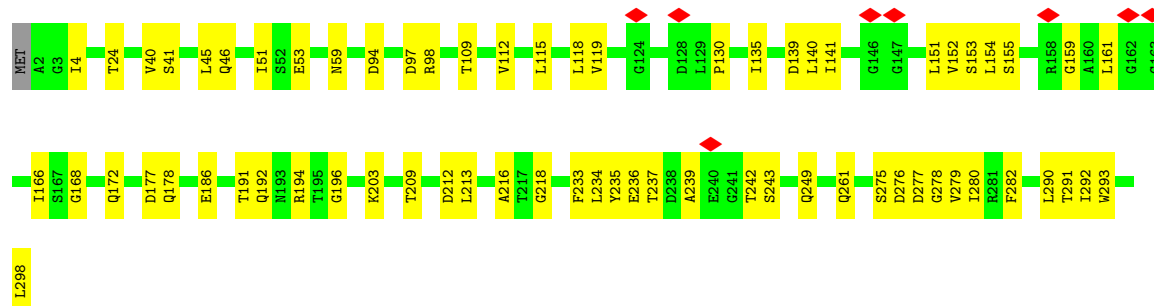 MET A2 G3 I4 T24 V40 S41 L45 Q46 I51 S52 E53 N59 D94 D97 R98 T109 V112 L115 L118 V119 G124 D128 L129 P130 I135 D139 L140 I141 G146 G147 L151 V152 S153 L154 S155 R158 G159 A160 L161 G162
I166 S167 G168 Q172 D177 Q178 E186 T191 Q192 N193 R194 T195 G196 K203 T209 D212 L213 A216 T217 G218 F233 L234 Y235 E236 T237 D238 A239 E240 G241 T242 S243 Q249 Q261 S275 D276 D277 G278 V279 I280 R281 F282 L290 T291 I292 W293
L298